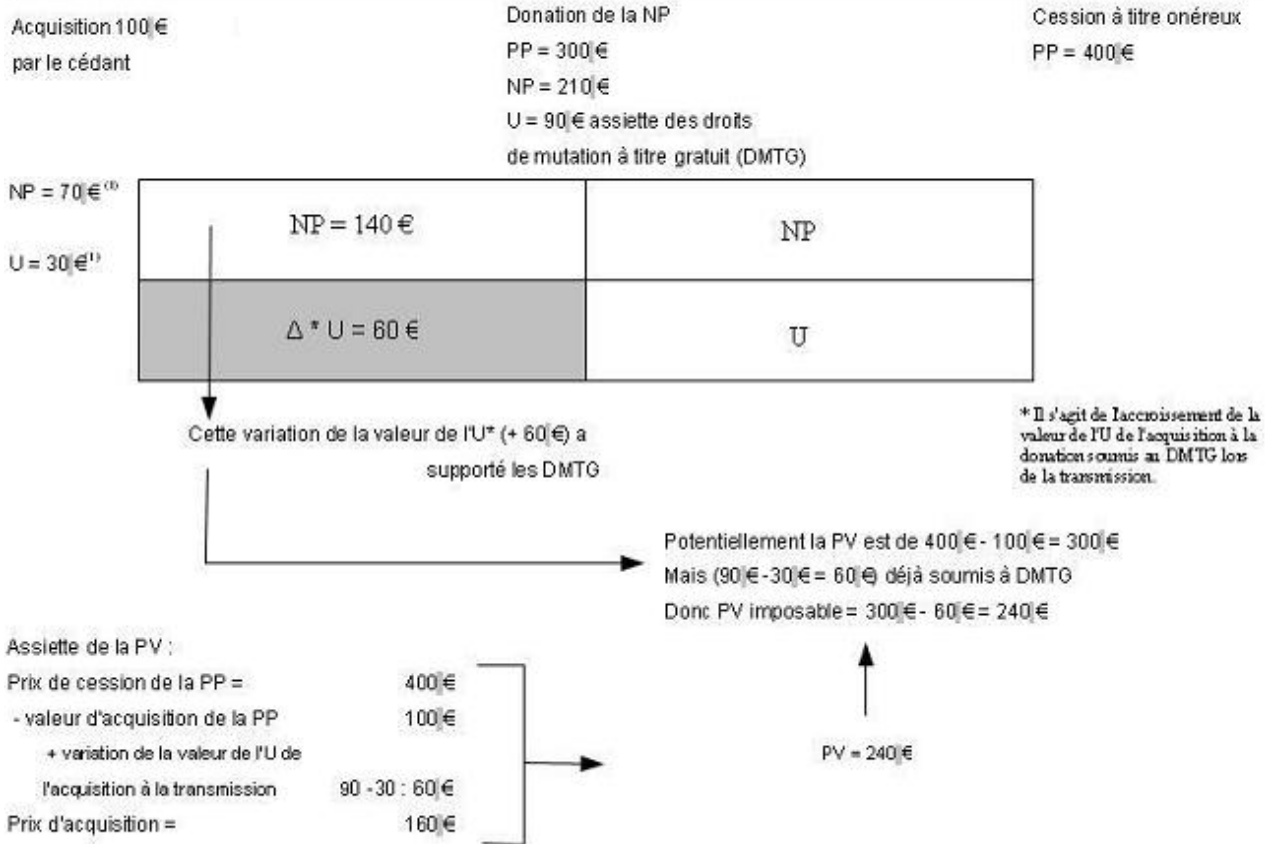 Acquisition 100 €
par le cédant
Donation de la NP
PP = 300 €
NP = 210 €
U = 90 € assiette des droits
de mutation à titre gratuit (DMTG)
Cession à titre onéreux
PP = 400 €
NP = 70 € (1)
U = 30 € (1)
NP = 140 €
NP
Δ * U = 60 €
U
Cette variation de la valeur de l'U* (+ 60 €) a
supporté les DMTG
* Il s'agit de l'accroissement de la
valeur de l'U de l'acquisition à la
donation soumis au DMTG lors
de la transmission.
Potentiellement la PV est de 400 € - 100 € = 300 €
Mais (90 € - 30 € = 60 €) déjà soumis à DMTG
Donc PV imposable = 300 € - 60 € = 240 €
Assiette de la PV :
Prix de cession de la PP = 400 €
- valeur d'acquisition de la PP 100 €
+ variation de la valeur de l'U de
l'acquisition à la transmission 90 - 30 : 60 €
Prix d'acquisition = 160 €
PV = 240 €